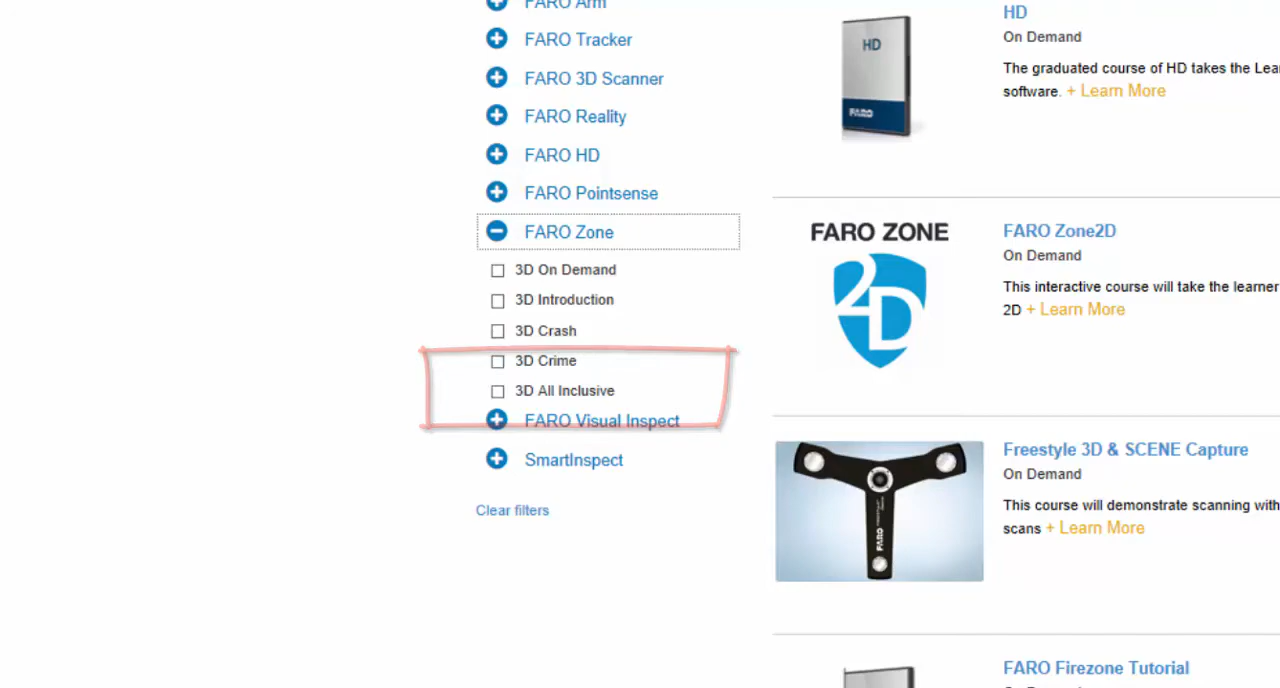 FARO Arm
FARO Tracker
FARO 3D Scanner
FARO Reality
FARO HD
FARO Pointsense
FARO Zone
3D On Demand
3D Introduction
3D Crash
3D Crime
3D All Inclusive
FARO Visual Inspect
SmartInspect
Clear filters
HD
FARO
HD
On Demand
The graduated course of HD takes the Lea
software. + Learn More
FARO ZONE
2D
FARO Zone2D
On Demand
This interactive course will take the learner
2D + Learn More
FARO
Freestyle 3D & SCENE Capture
On Demand
This course will demonstrate scanning with
scans + Learn More
FARO Firezone Tutorial